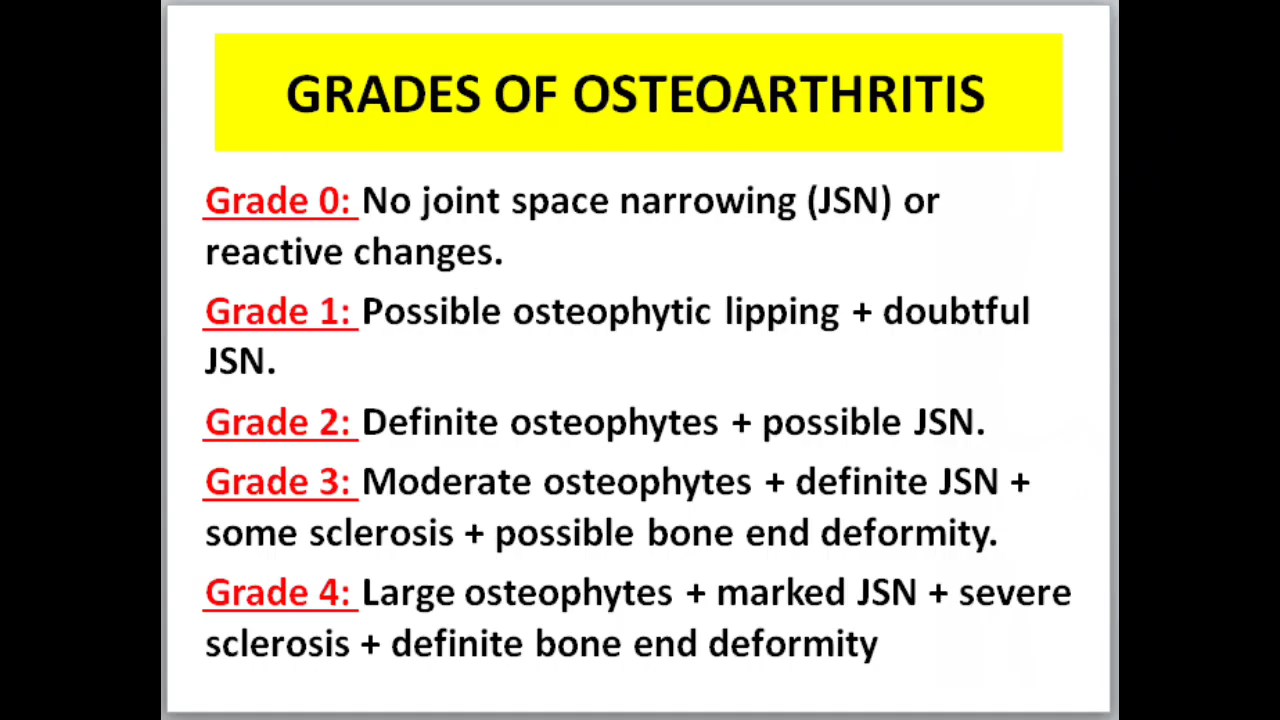 GRADES OF OSTEOARTHRITIS
Grade 0: No joint space narrowing (JSN) or
reactive changes.
Grade 1: Possible osteophytic lipping + doubtful
JSN.
Grade 2: Definite osteophytes + possible JSN.
Grade 3: Moderate osteophytes + definite JSN +
some sclerosis + possible bone end deformity.
Grade 4: Large osteophytes + marked JSN + severe
sclerosis + definite bone end deformity